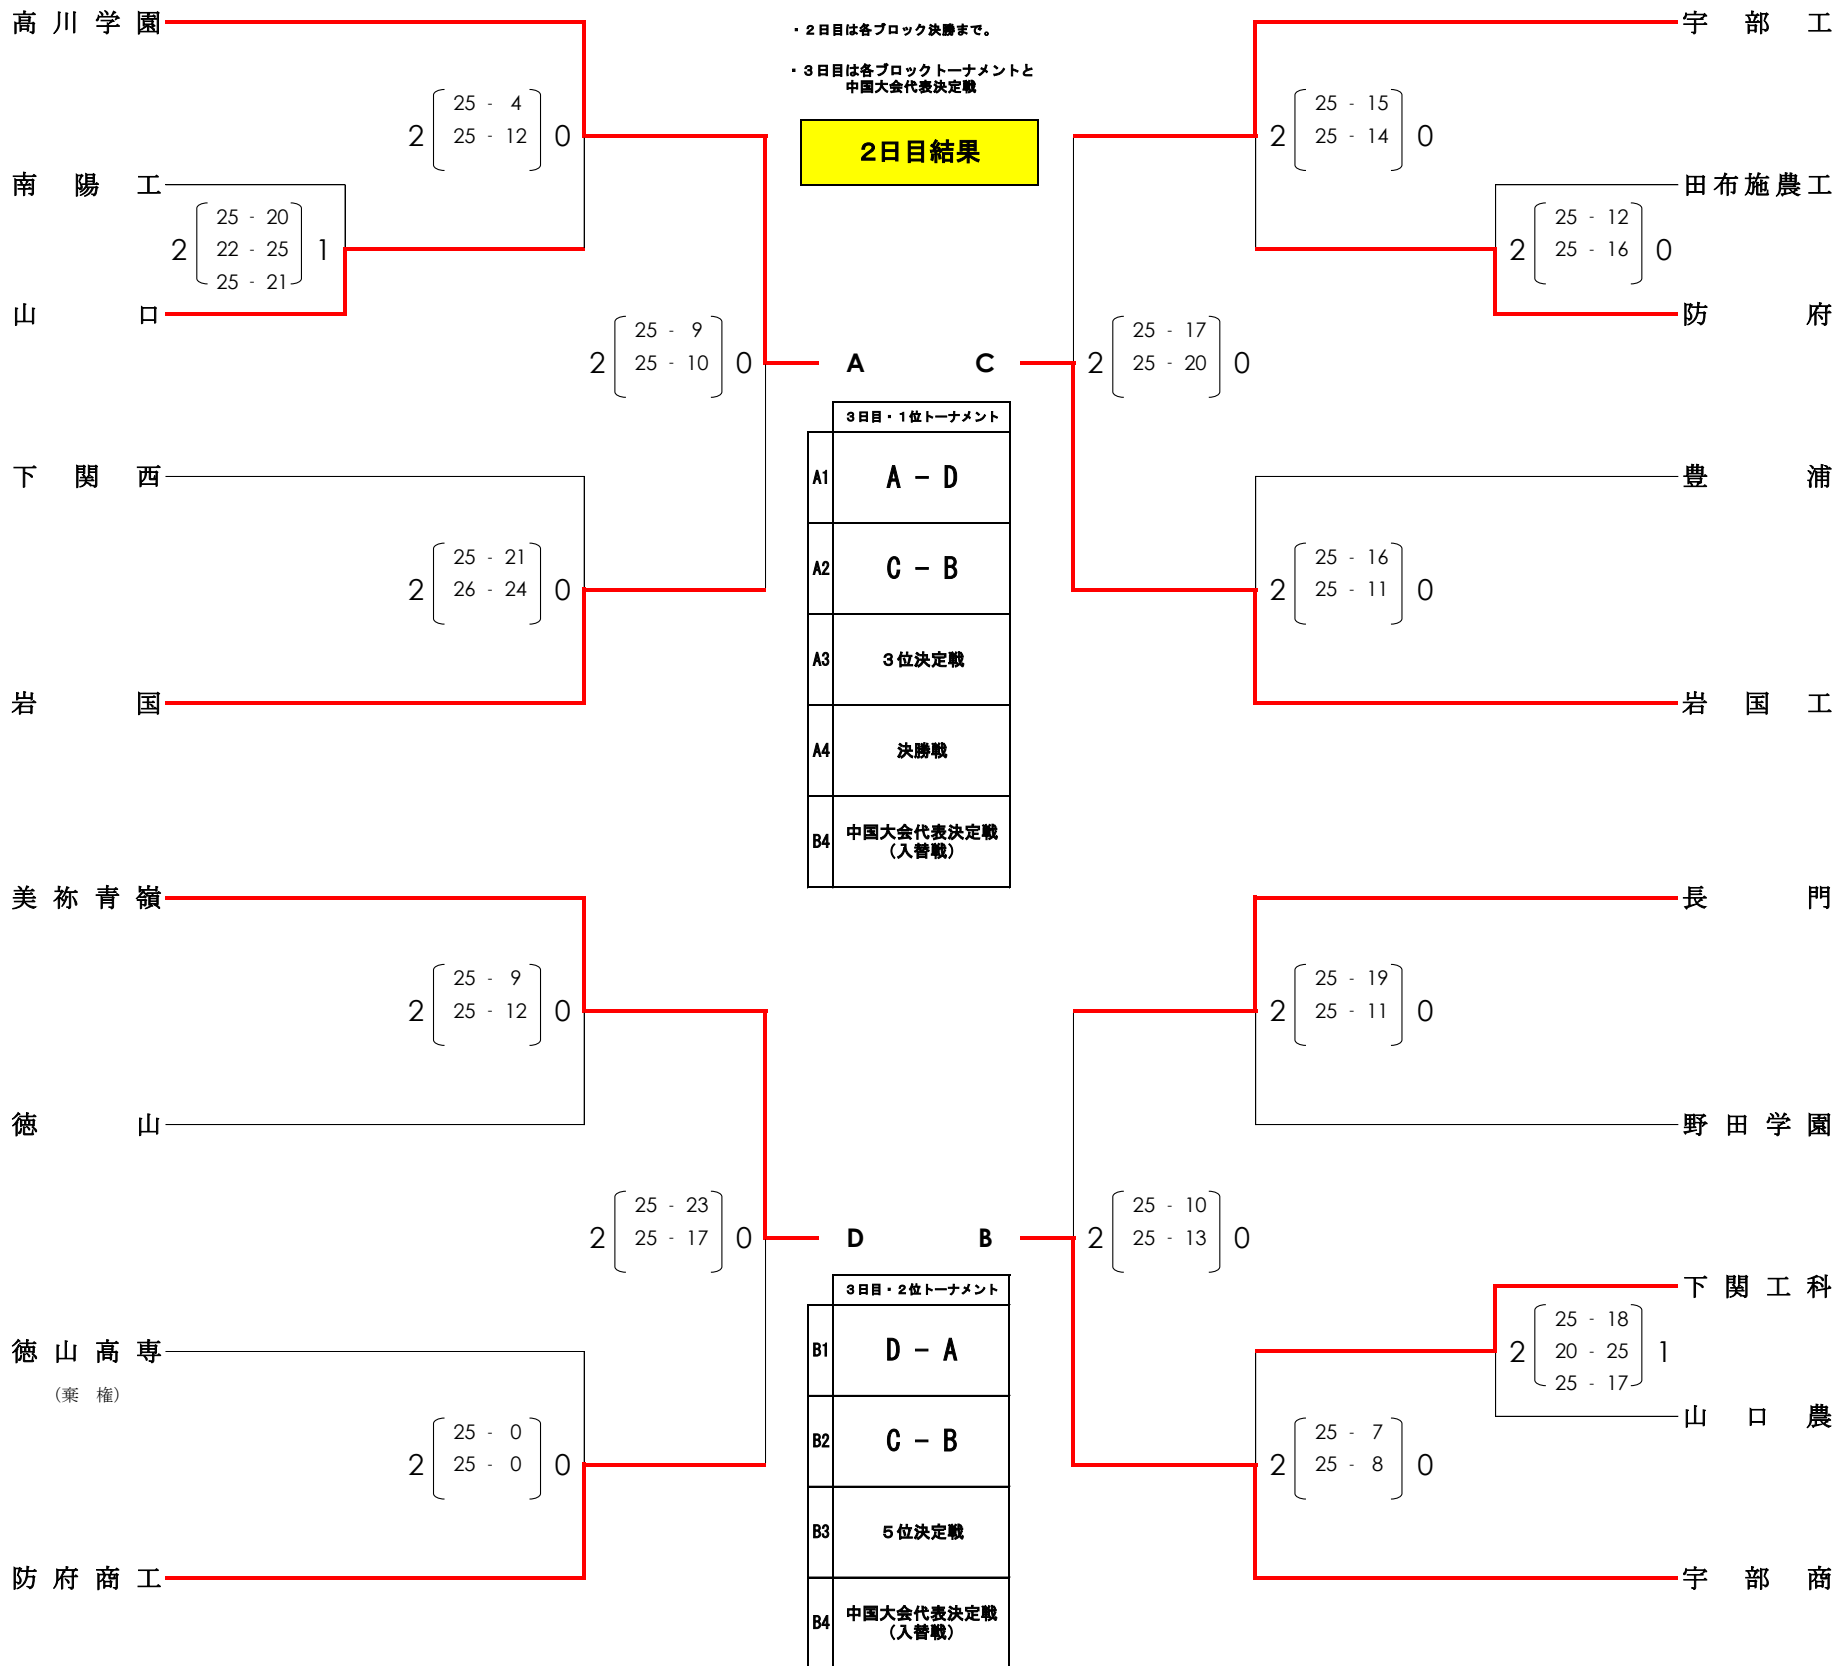 ・2日目は各ブロック決勝まで。
・3日目は各ブロックトーナメントと
中国大会代表決定戦
2日目結果
高川学園
2 25 - 4 0
25 - 12
南陽工
2 25 - 20 1
22 - 25
25 - 21
山口
2 25 - 9 0
25 - 10
A
下関西
2 25 - 21 0
26 - 24
岩国
宇部工
2 25 - 15 0
25 - 14
田布施農工
2 25 - 12 0
25 - 16
防府
C
2 25 - 17 0
25 - 20
豊浦
2 25 - 16 0
25 - 11
岩国工
3日目・1位トーナメント
A1 A － D
A2 C － B
A3 3位決定戦
A4 決勝戦
B4 中国大会代表決定戦
（入替戦）
美祢青嶺
2 25 - 9 0
25 - 12
徳山
2 25 - 23 0
25 - 17
D
徳山高専
（棄 権）
2 25 - 0 0
25 - 0
防府商工
長門
2 25 - 19 0
25 - 11
野田学園
B
2 25 - 10 0
25 - 13
下関工科
2 25 - 18 1
20 - 25
25 - 17
山口農
2 25 - 7 0
25 - 8
宇部商
3日目・2位トーナメント
B1 D － A
B2 C － B
B3 5位決定戦
B4 中国大会代表決定戦
（入替戦）